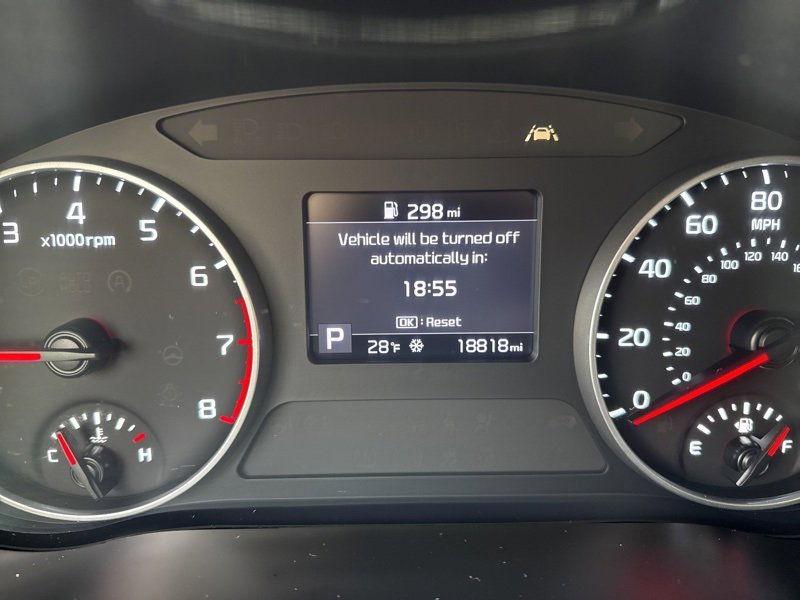 298 mi
Vehicle will be turned off
automatically in:
18:55
OK : Reset
P
28°F 18818 mi
3 4 5 6 7 8
x1000rpm
C H
0 20 40 60 80
MPH
0 20 40 60 80 100 120 140
E F